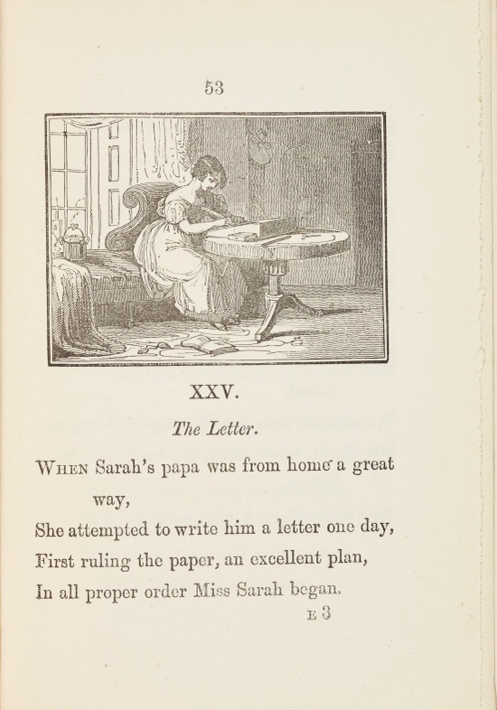 53
XXV.
The Letter.
WHEN Sarah's papa was from home a great
way,
She attempted to write him a letter one day,
First ruling the paper, an excellent plan,
In all proper order Miss Sarah began.
E 3